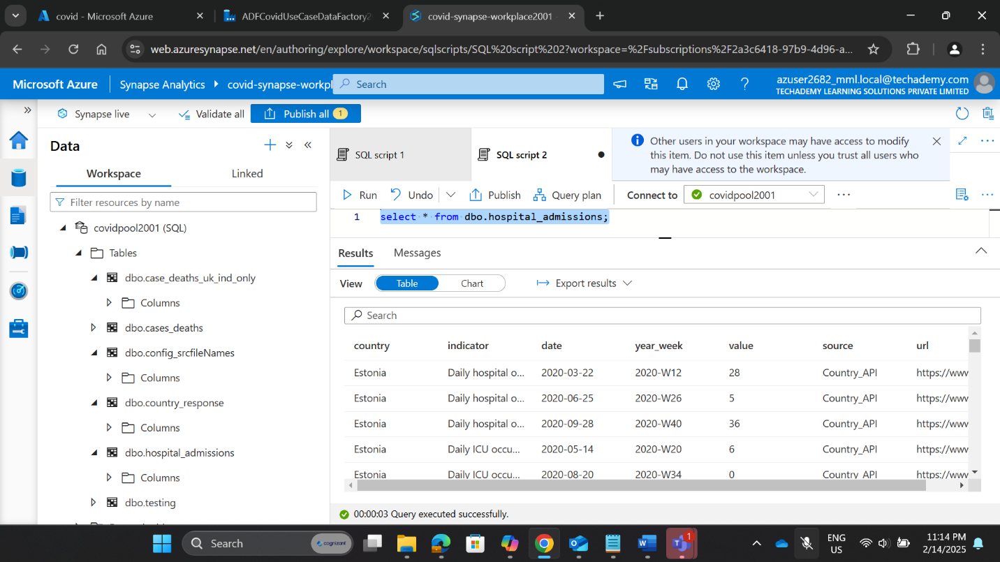 covid - Microsoft Azure
ADFCovidUseCaseDataFactory2
covid-synapse-workplace2001
web.azuresynapse.net/en/authoring/explore/workspace/sqlscripts/SQL%20script%202?workspace=%2Fsubscriptions%2F2a3c6418-97b9-4d96-a...
Microsoft Azure
Synapse Analytics
covid-synapse-workpl
Search
azuser2682_mml.local@techademy.com
TECHADEMY LEARNING SOLUTIONS PRIVATE LIMITED
Synapse live
Validate all
Publish all 1
Data
Workspace
Linked
Filter resources by name
covidpool2001 (SQL)
Tables
dbo.case_deaths_uk_ind_only
Columns
dbo.cases_deaths
dbo.config_srcfileNames
Columns
dbo.country_response
Columns
dbo.hospital_admissions
Columns
dbo.testing
SQL script 1
SQL script 2
Other users in your workspace may have access to modify
this item. Do not use this item unless you trust all users who
may have access to the workspace.
Run
Undo
Publish
Query plan
Connect to
covidpool2001
1 select * from dbo.hospital_admissions;
Results
Messages
View
Table
Chart
Export results
Search
country indicator date year_week value source url
Estonia Daily hospital o... 2020-03-22 2020-W12 28 Country_API https://www
Estonia Daily hospital o... 2020-06-25 2020-W26 5 Country_API https://www
Estonia Daily hospital o... 2020-09-28 2020-W40 36 Country_API https://www
Estonia Daily ICU occu... 2020-05-14 2020-W20 6 Country_API https://www
Estonia Daily ICU occu... 2020-08-20 2020-W34 0 Country_API https://www
00:00:03 Query executed successfully.
Search
cognizant
1
ENG
US
11:14 PM
2/14/2025